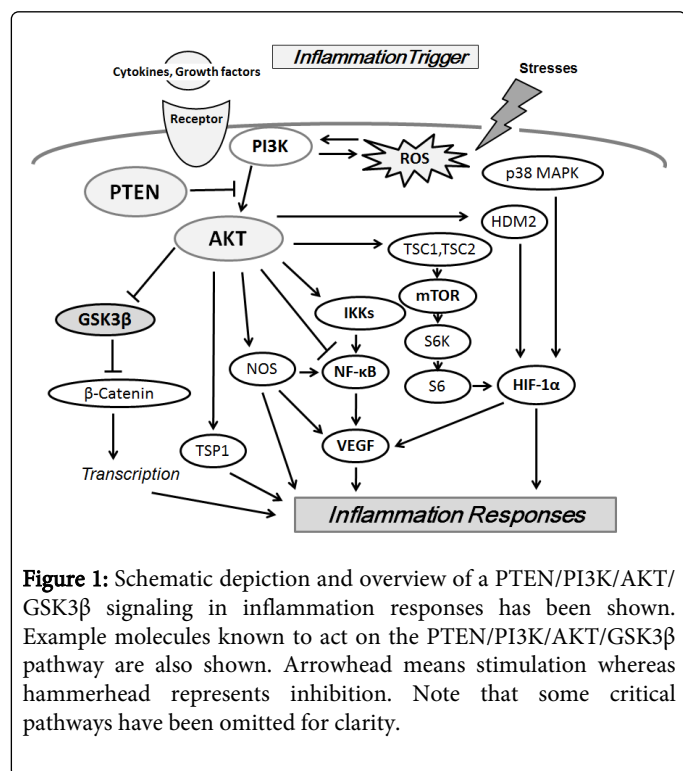 Inflammation Trigger
Stresses
Cytokines, Growth factors
Receptor
PI3K
ROS
p38 MAPK
PTEN
HDM2
AKT
TSC1,TSC2
mTOR
GSK3β
IKKs
S6K
NOS
NF-κB
β-Catenin
S6
HIF-1α
TSP1
VEGF
Transcription
Inflammation Responses
Figure 1: Schematic depiction and overview of a PTEN/PI3K/AKT/
GSK3β signaling in inflammation responses has been shown.
Example molecules known to act on the PTEN/PI3K/AKT/GSK3β
pathway are also shown. Arrowhead means stimulation whereas
hammerhead represents inhibition. Note that some critical
pathways have been omitted for clarity.